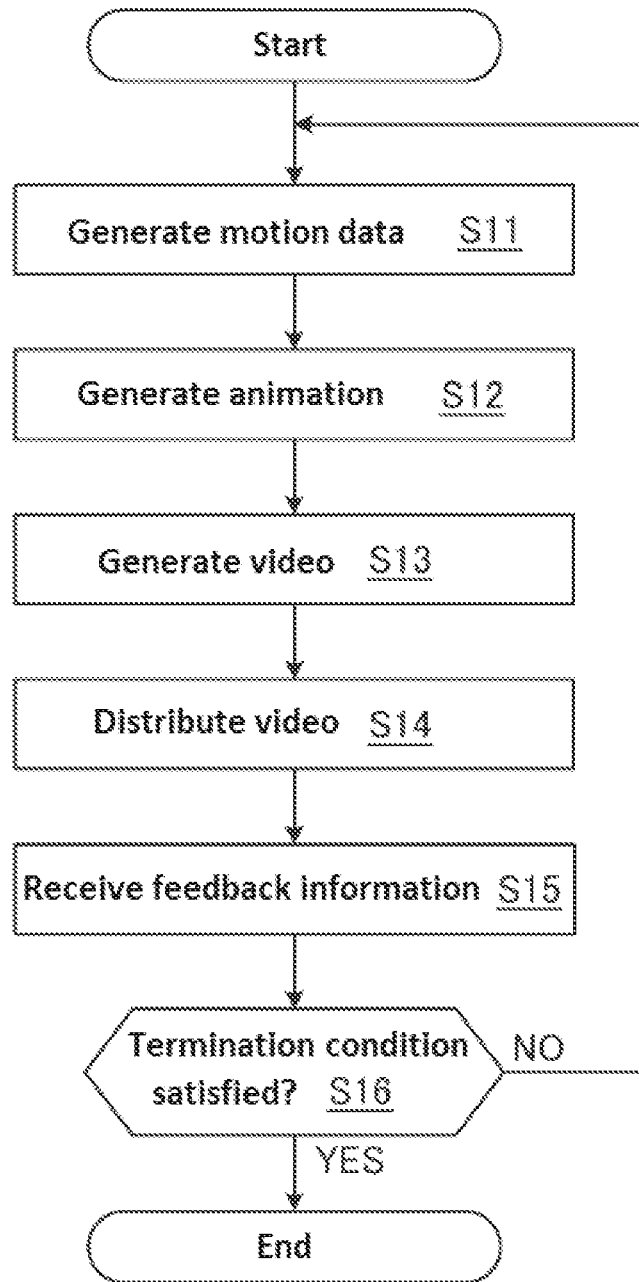 Start
Generate motion data S11
Generate animation S12
Generate video S13
Distribute video S14
Receive feedback information S15
Termination condition
satisfied? S16
NO
YES
End